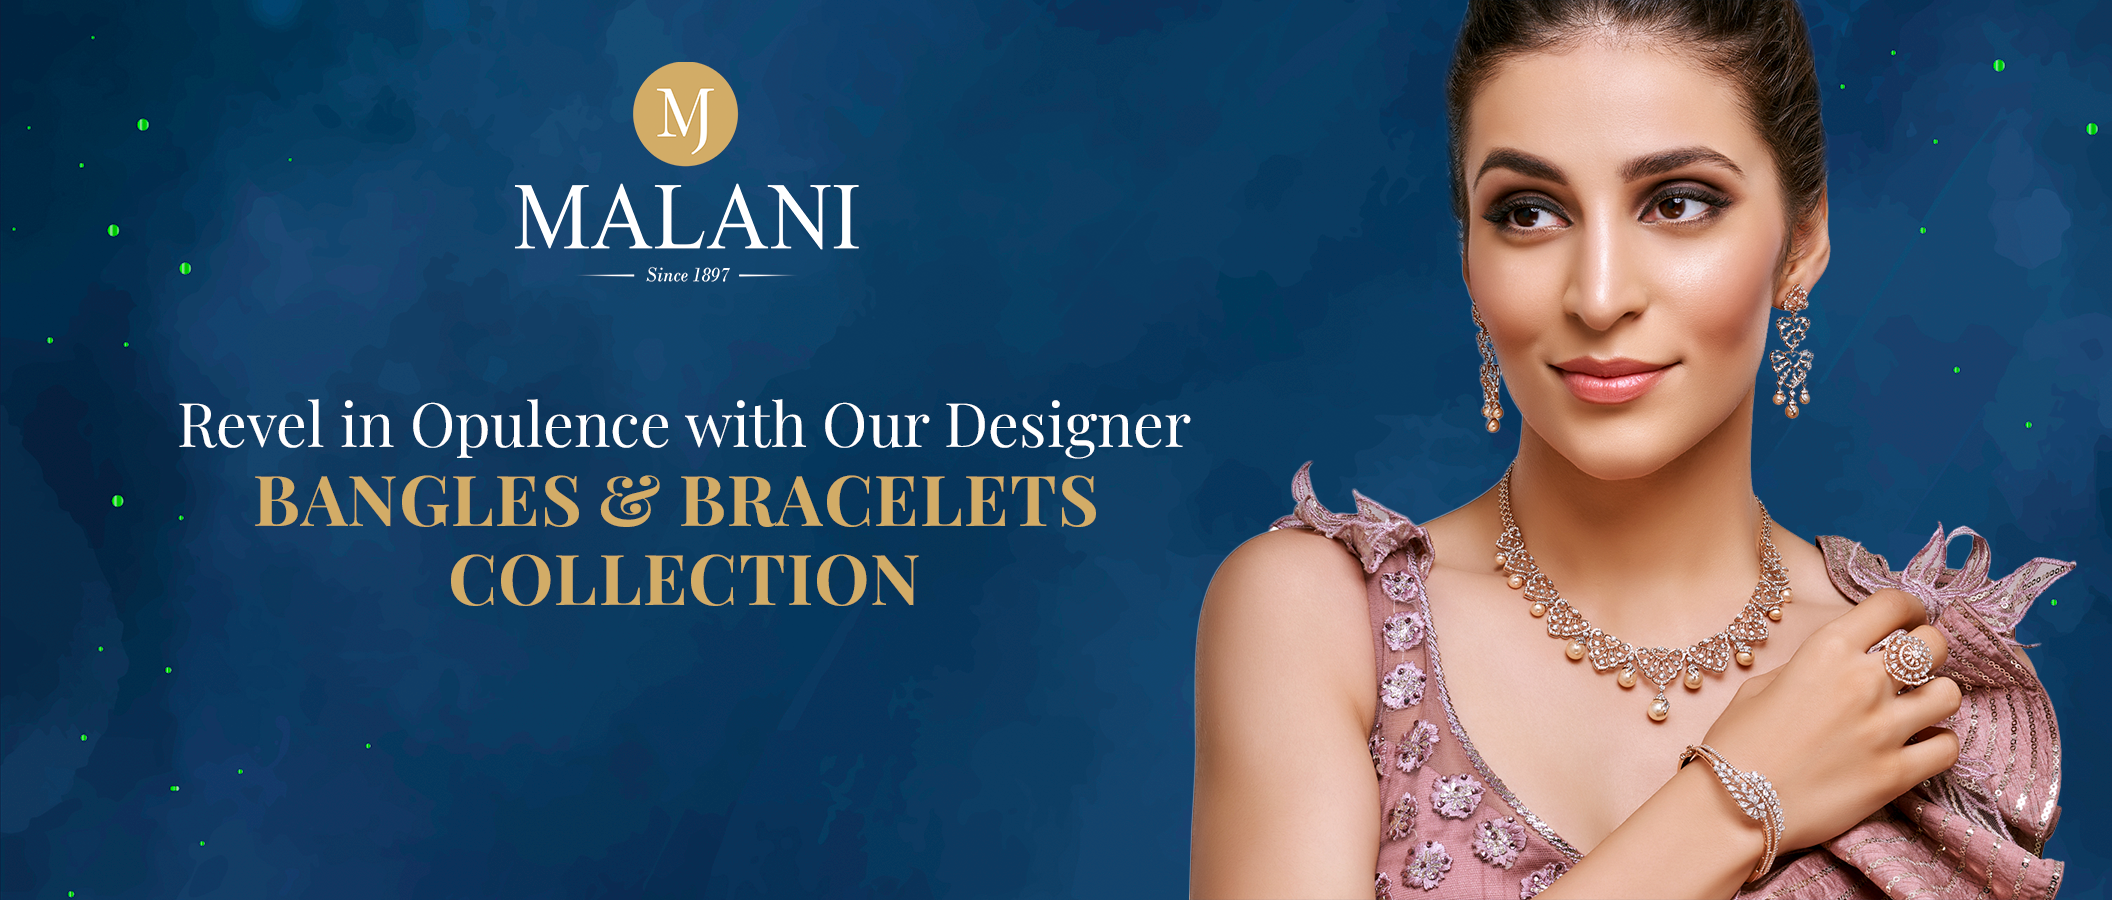 MJ
MALANI
Since 1897
Revel in Opulence with Our Designer
BANGLES & BRACELETS
COLLECTION